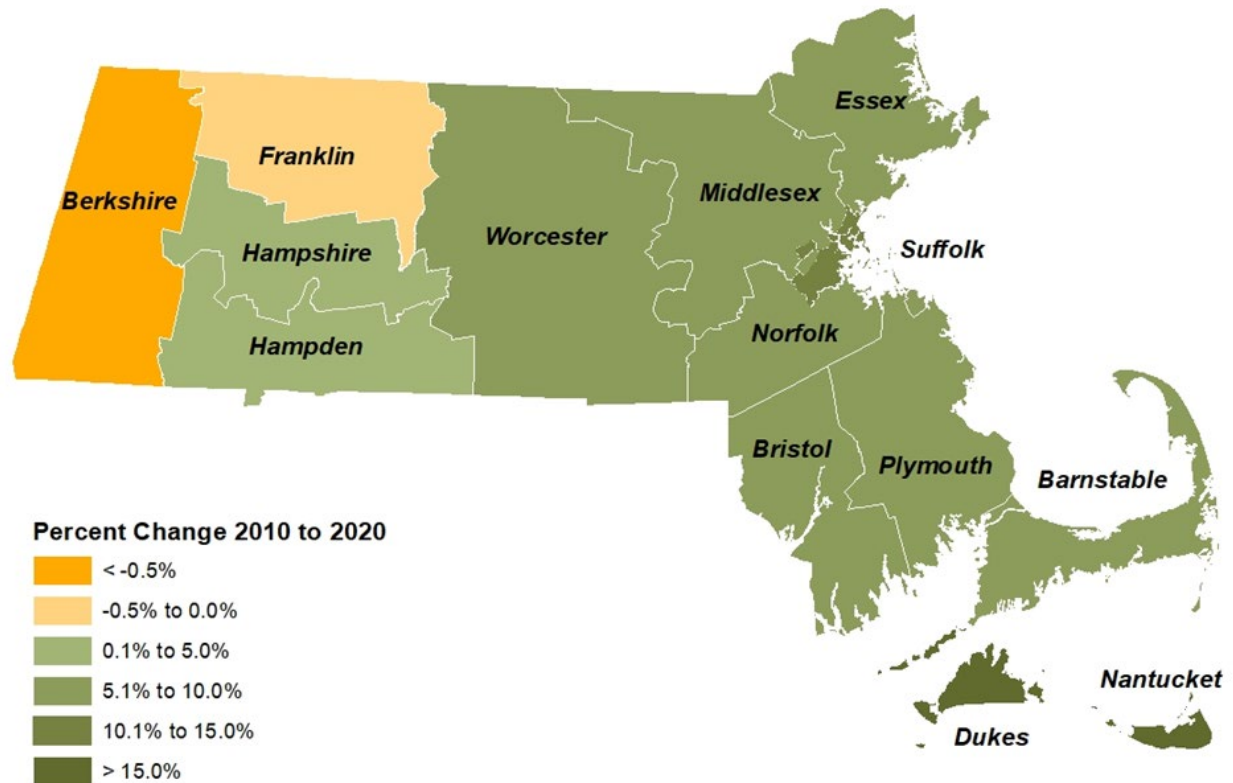 Essex
Franklin
Berkshire
Middlesex
Hampshire
Worcester
Suffolk
Hampden
Norfolk
Bristol
Plymouth
Barnstable
Nantucket
Dukes
Percent Change 2010 to 2020
< -0.5%
-0.5% to 0.0%
0.1% to 5.0%
5.1% to 10.0%
10.1% to 15.0%
> 15.0%